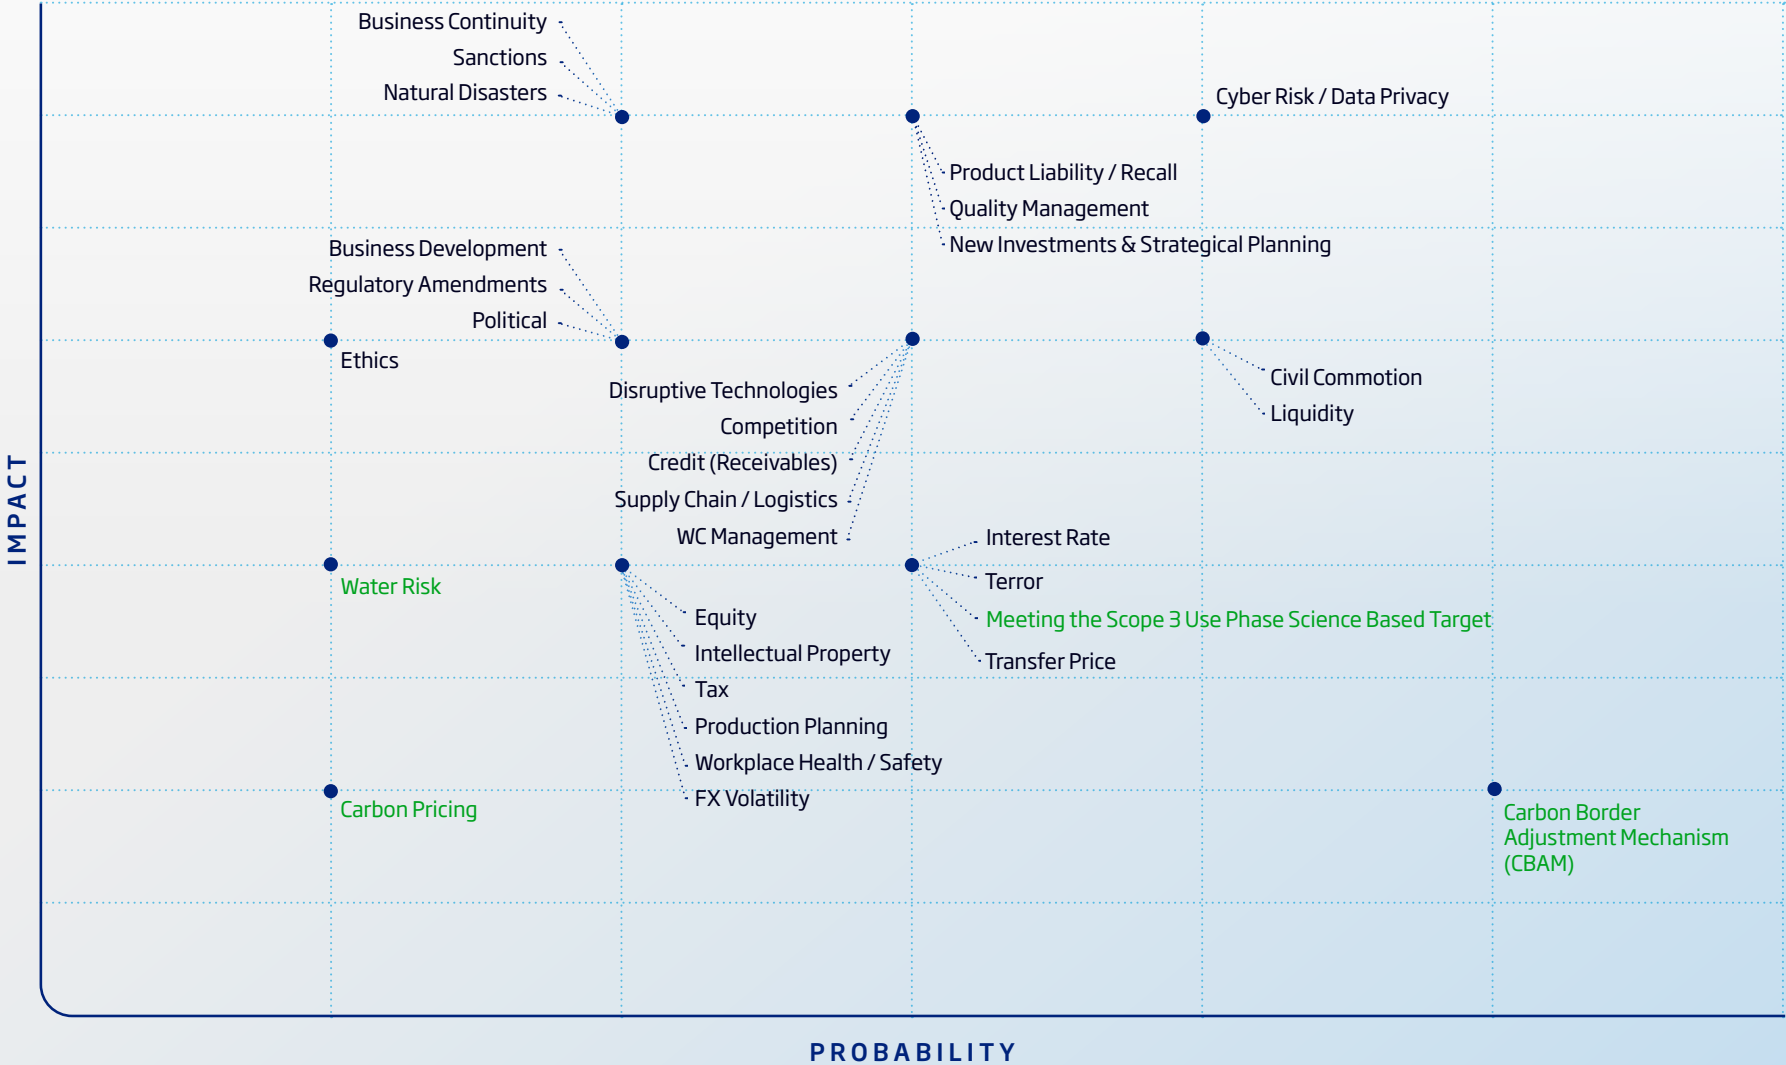 Business Continuity
Sanctions
Natural Disasters
Cyber Risk / Data Privacy
Product Liability / Recall
Quality Management
New Investments & Strategical Planning
Business Development
Regulatory Amendments
Political
Ethics
Disruptive Technologies
Competition
Credit (Receivables)
Supply Chain / Logistics
WC Management
Civil Commotion
Liquidity
IMPACT
Water Risk
Equity
Intellectual Property
Tax
Production Planning
Workplace Health / Safety
FX Volatility
Interest Rate
Terror
Meeting the Scope 3 Use Phase Science Based Target
Transfer Price
Carbon Pricing
Carbon Border
Adjustment Mechanism
(CBAM)
PROBABILITY